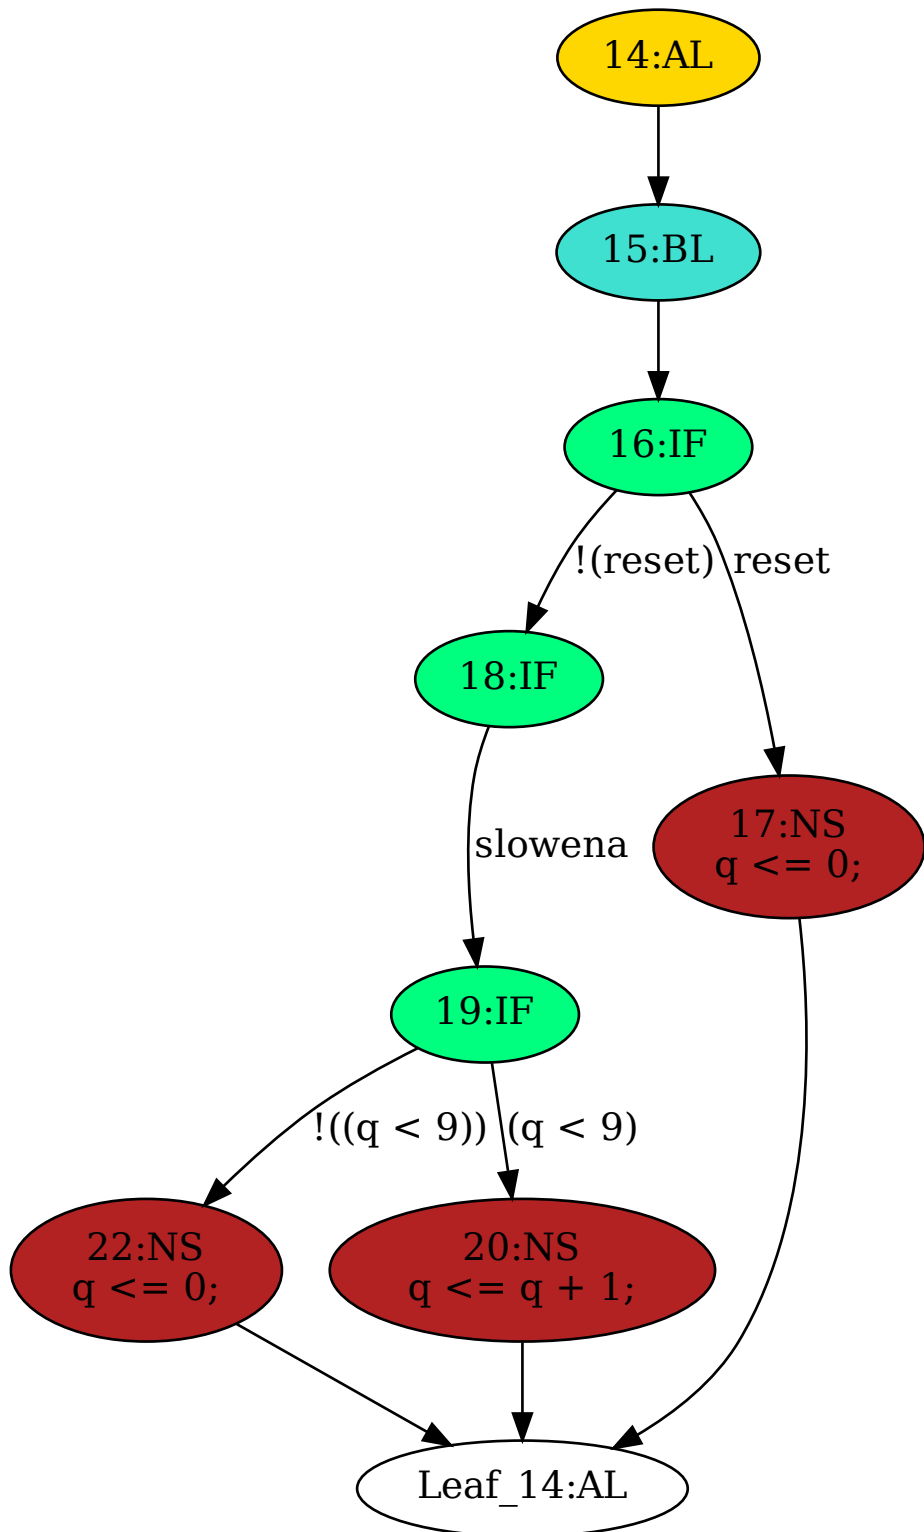 14:AL
15:BL
16:IF
!(reset)
reset
18:IF
17:NS
q <= 0;
slowena
19:IF
!((q < 9))
(q < 9)
22:NS
q <= 0;
20:NS
q <= q + 1;
Leaf_14:AL